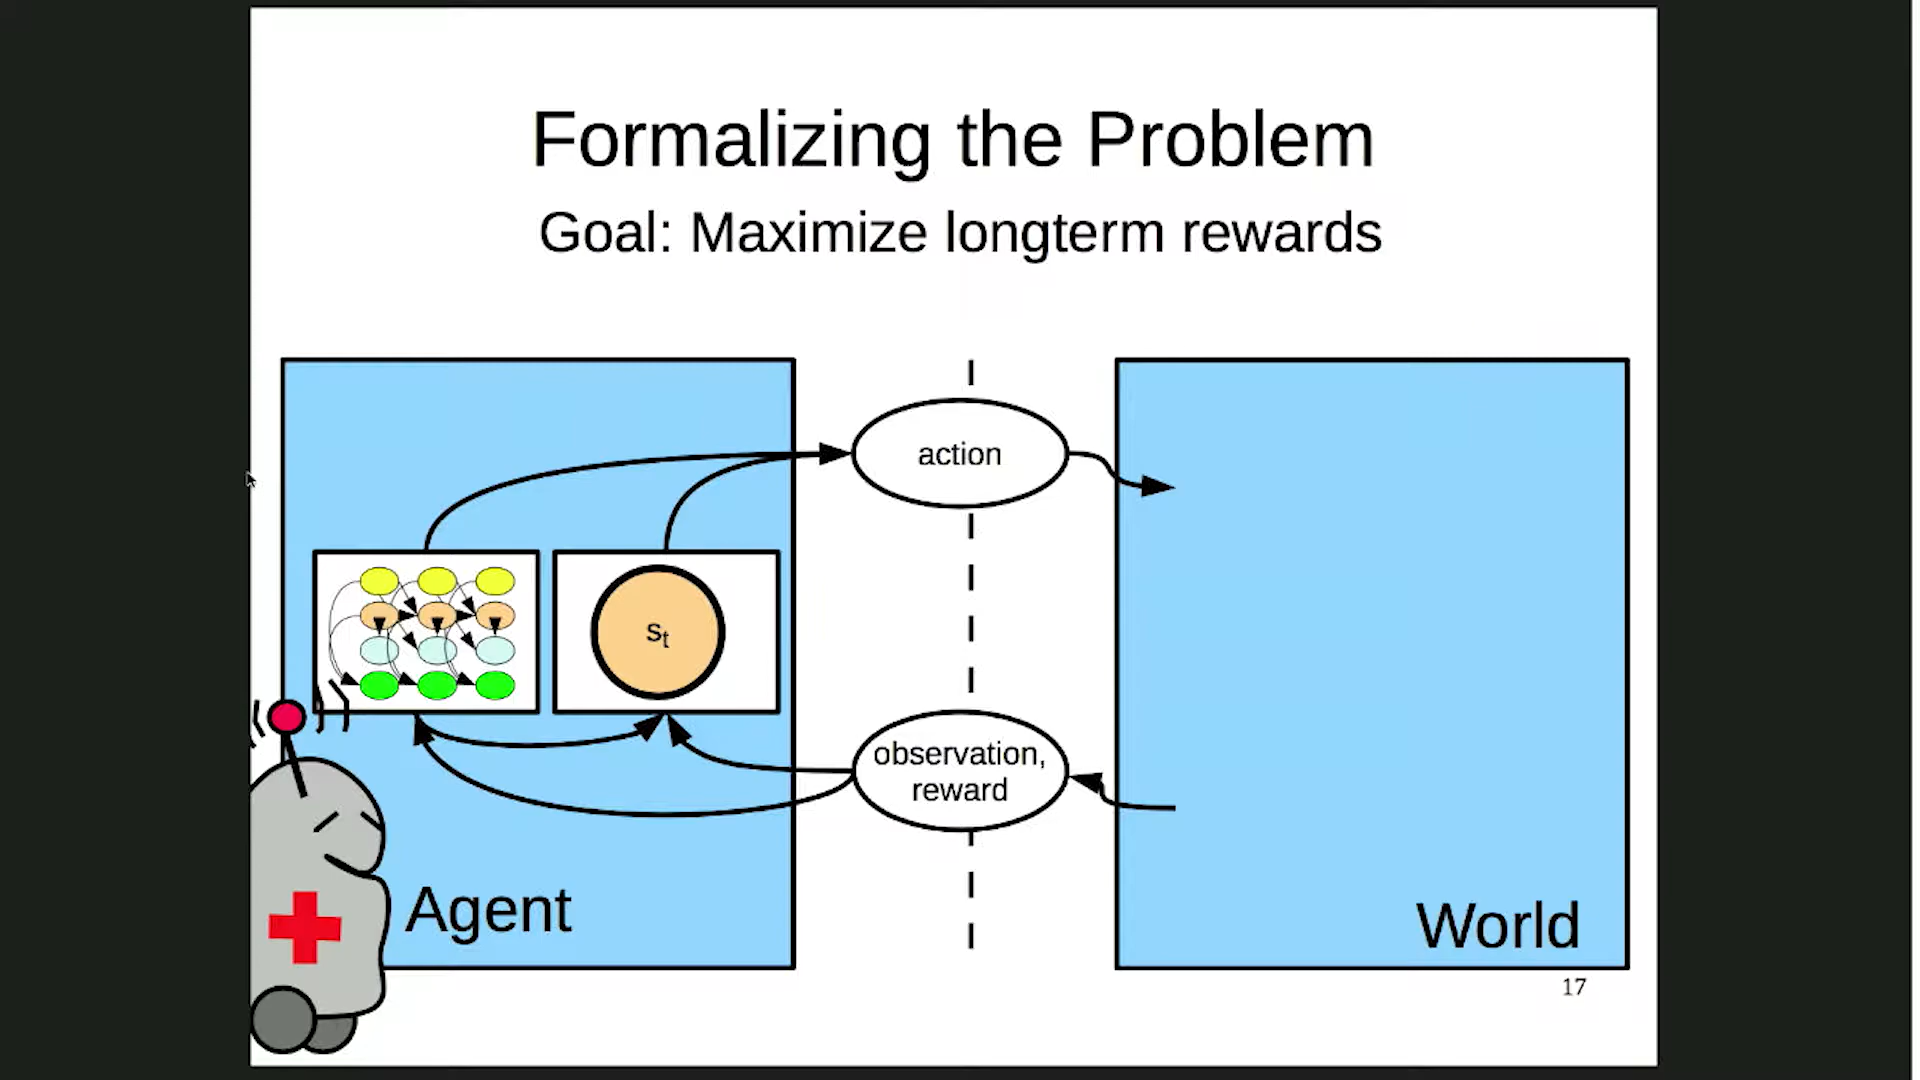 Formalizing the Problem
Goal: Maximize longterm rewards
action
st
observation,
reward
Agent
World
17